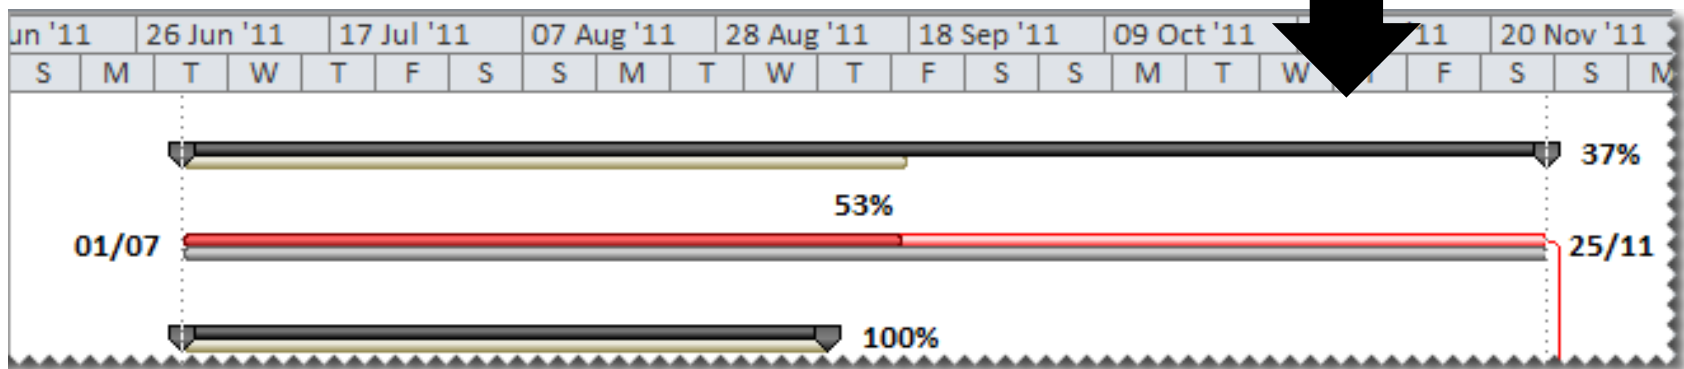 un '11 26 Jun '11 17 Jul '11 07 Aug '11 28 Aug '11 18 Sep '11 09 Oct '11 11 20 Nov '11
S M T W T F S S M T W T F S S M T W F S S M
37%
53%
01/07 25/11
100%